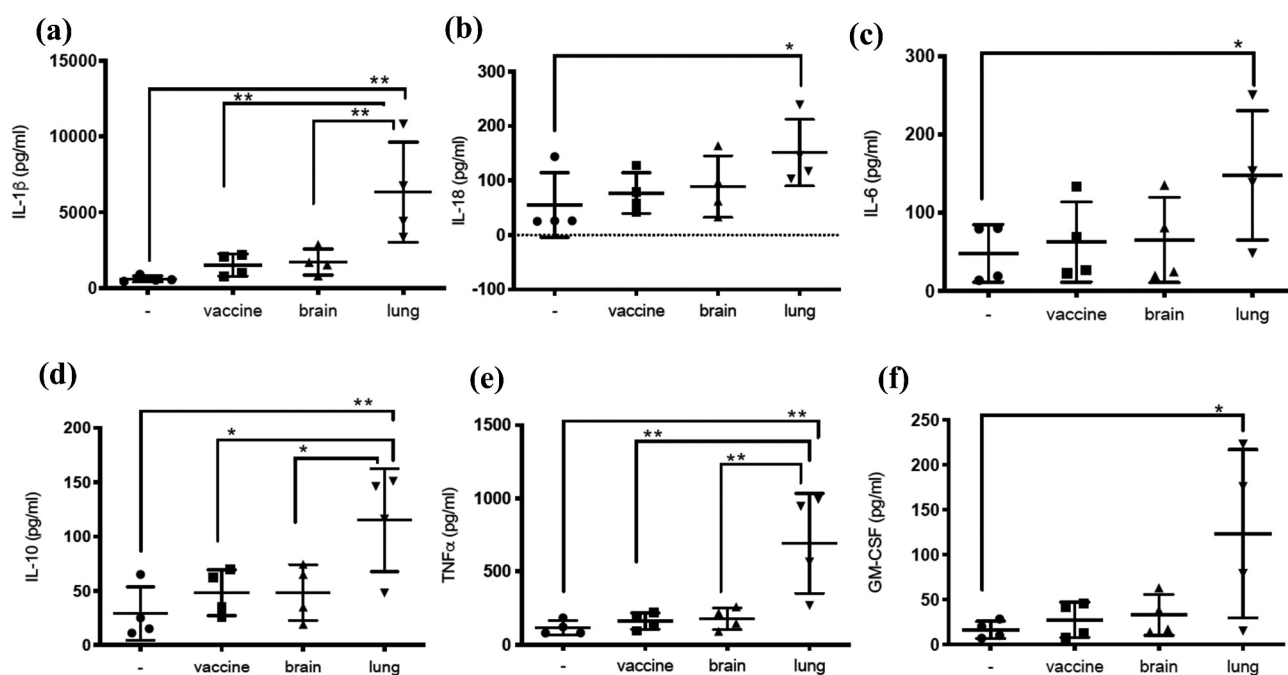 (a)
15000
10000
5000
0
IL-1β (pg/ml)
**
**
**
- vaccine brain lung
(b)
300
200
100
0
-100
IL-18 (pg/ml)
*
- vaccine brain lung
(c)
300
200
100
0
IL-6 (pg/ml)
*
- vaccine brain lung
(d)
200
150
100
50
0
IL-10 (pg/ml)
**
*
*
- vaccine brain lung
(e)
1500
1000
500
0
TNFα (pg/ml)
**
**
**
- vaccine brain lung
(f)
250
200
150
100
50
0
GM-CSF (pg/ml)
*
- vaccine brain lung